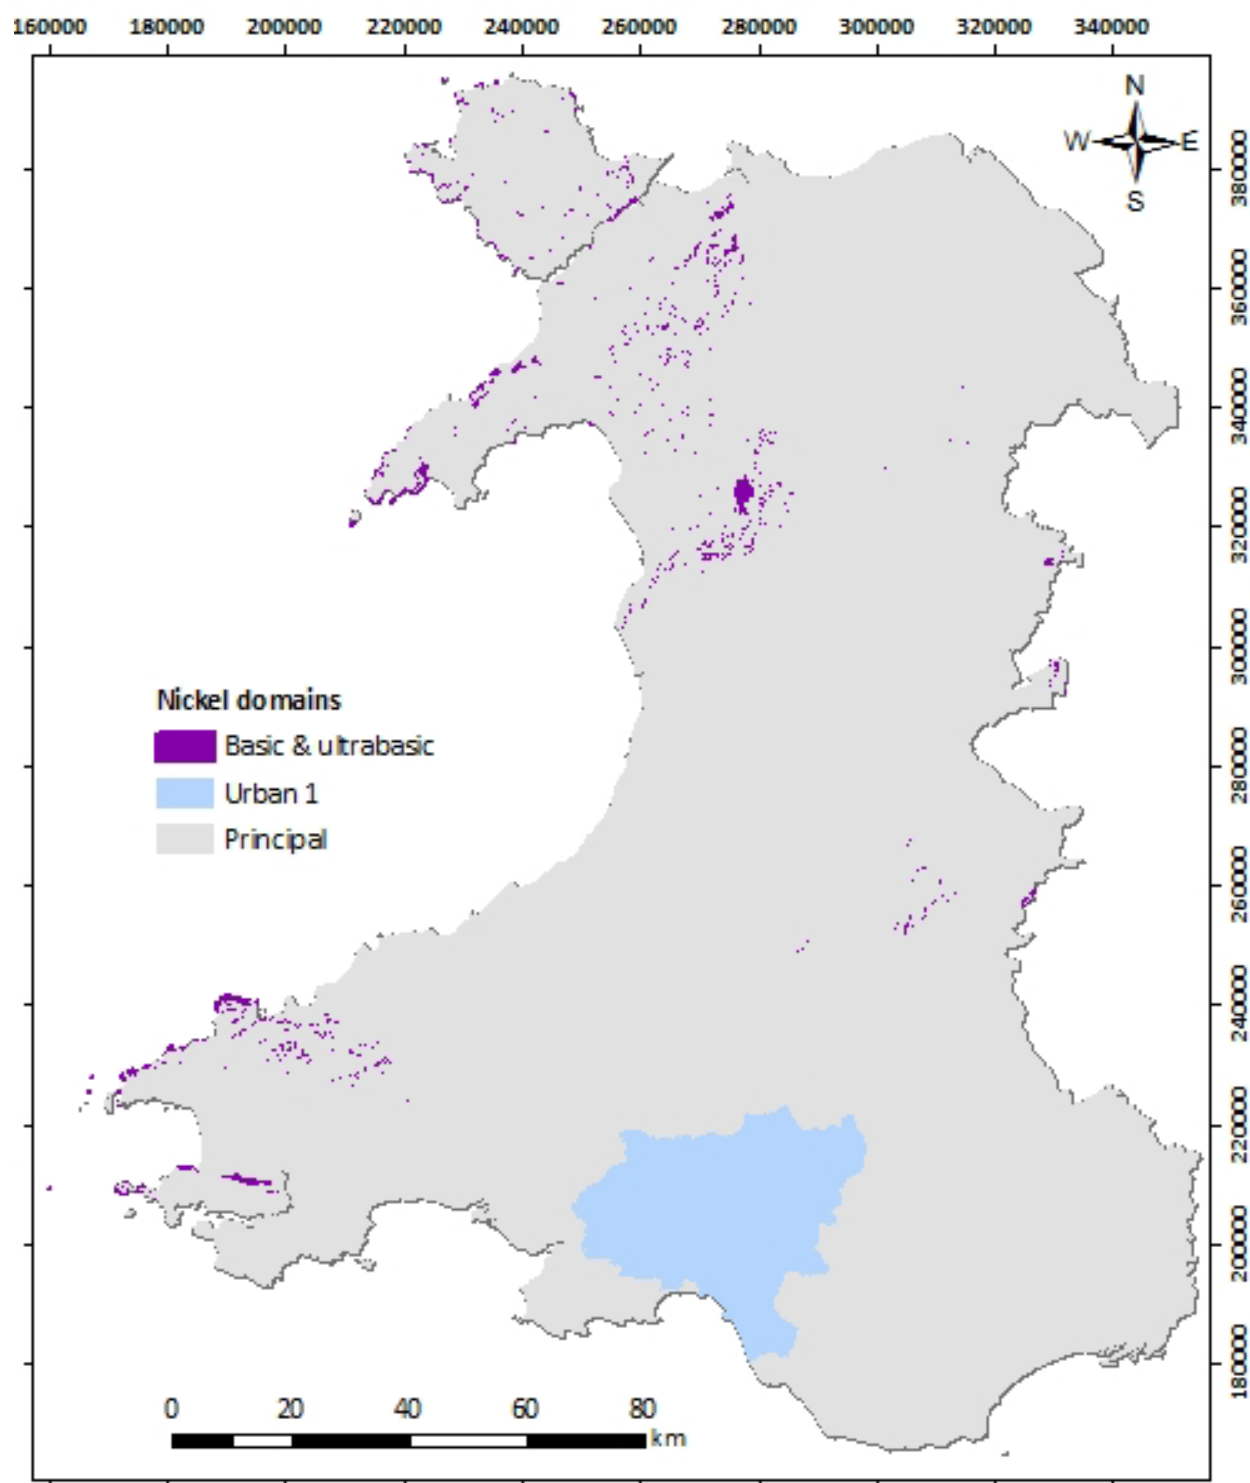 160000 180000 200000 220000 240000 260000 280000 300000 320000 340000
N
W E
S
380000
360000
340000
320000
300000
Nickel domains
Basic & ultrabasic
280000
Urban 1
Principal
260000
240000
220000
200000
180000
0 20 40 60 80
km